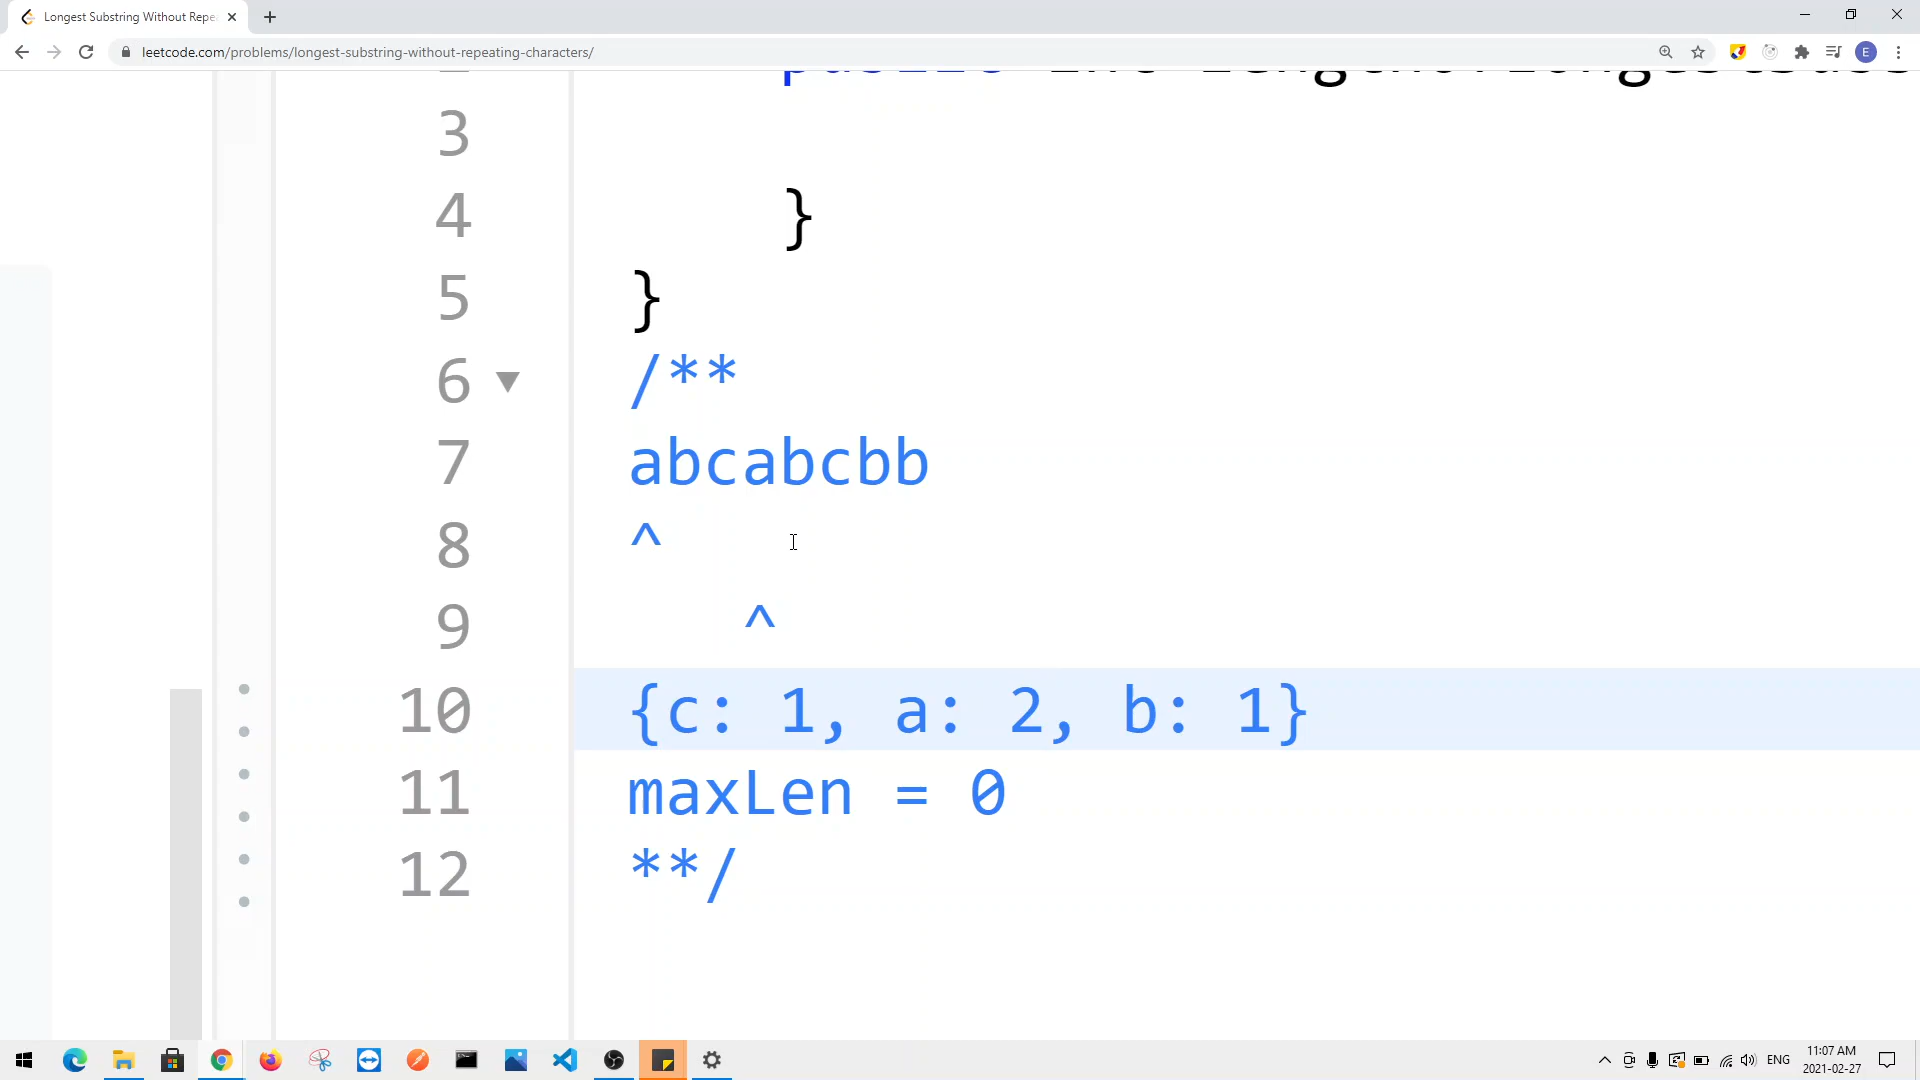 Longest Substring Without Repe
leetcode.com/problems/longest-substring-without-repeating-characters/
E
3
4 }
5 }
6 /**
7 abcabcbb
8 ^
9 ^
10 {c: 1, a: 2, b: 1}
11 maxLen = 0
12 **/
ENG
11:07 AM
2021-02-27